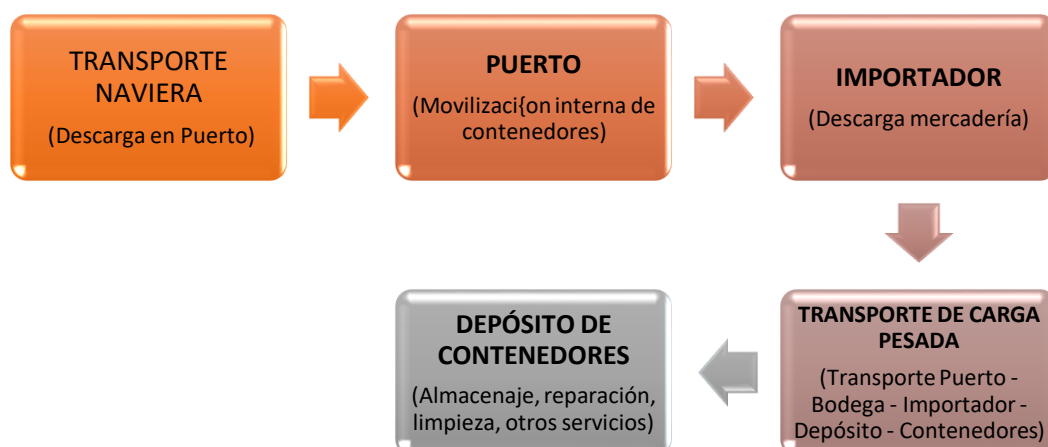 TRANSPORTE
NAVIERA
(Descarga en Puerto)
PUERTO
(Movilizaci{on interna de
contenedores)
IMPORTADOR
(Descarga mercadería)
TRANSPORTE DE CARGA
PESADA
(Transporte Puerto -
Bodega - Importador -
Depósito - Contenedores)
DEPÓSITO DE
CONTENEDORES
(Almacenaje, reparación,
limpieza, otros servicios)